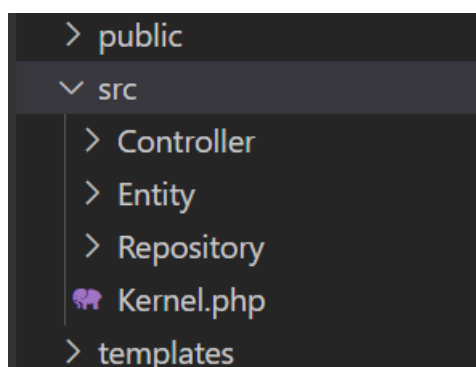 public
src
Controller
Entity
Repository
Kernel.php
templates